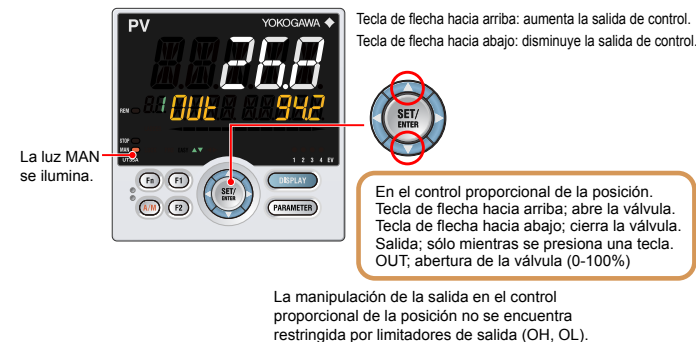 PV
YOKOGAWA
26.8
REM
1 OUt 94.2
STOP
MAN
UT35A
1 2 3 4 EV
Fn
F1
SET/
ENTER
DISPLAY
A/M
F2
PARAMETER
La luz MAN
se ilumina.
Tecla de flecha hacia arriba: aumenta la salida de control.
Tecla de flecha hacia abajo: disminuye la salida de control.
SET/
ENTER
En el control proporcional de la posición.
Tecla de flecha hacia arriba; abre la válvula.
Tecla de flecha hacia abajo; cierra la válvula.
Salida; sólo mientras se presiona una tecla.
OUT; abertura de la válvula (0-100%)
La manipulación de la salida en el control
proporcional de la posición no se encuentra
restringida por limitadores de salida (OH, OL).